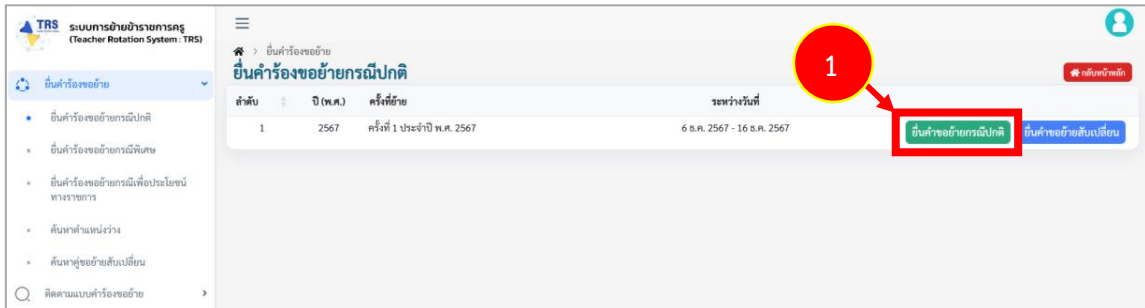 TRS ระบบการย้ายข้าราชการครู
(Teacher Rotation System : TRS)
ยื่นคำร้องขอย้าย
ยื่นคำร้องขอย้ายกรณีปกติ
ยื่นคำร้องขอย้ายกรณีพิเศษ
ยื่นคำร้องขอย้ายกรณีเพื่อประโยชน์
ทางราชการ
ค้นหาตำแหน่งว่าง
ค้นหาคู่ขอย้ายสับเปลี่ยน
ติดตามแบบคำร้องขอย้าย
> ยื่นคำร้องขอย้าย
ยื่นคำร้องขอย้ายกรณีปกติ
กลับหน้าหลัก
1
ลำดับ ปี (พ.ศ.) ครั้งที่ย้าย ระหว่างวันที่
1 2567 ครั้งที่ 1 ประจำปี พ.ศ. 2567 6 ธ.ค. 2567 - 16 ธ.ค. 2567 ยื่นคำขอย้ายกรณีปกติ ยื่นคำขอย้ายสับเปลี่ยน